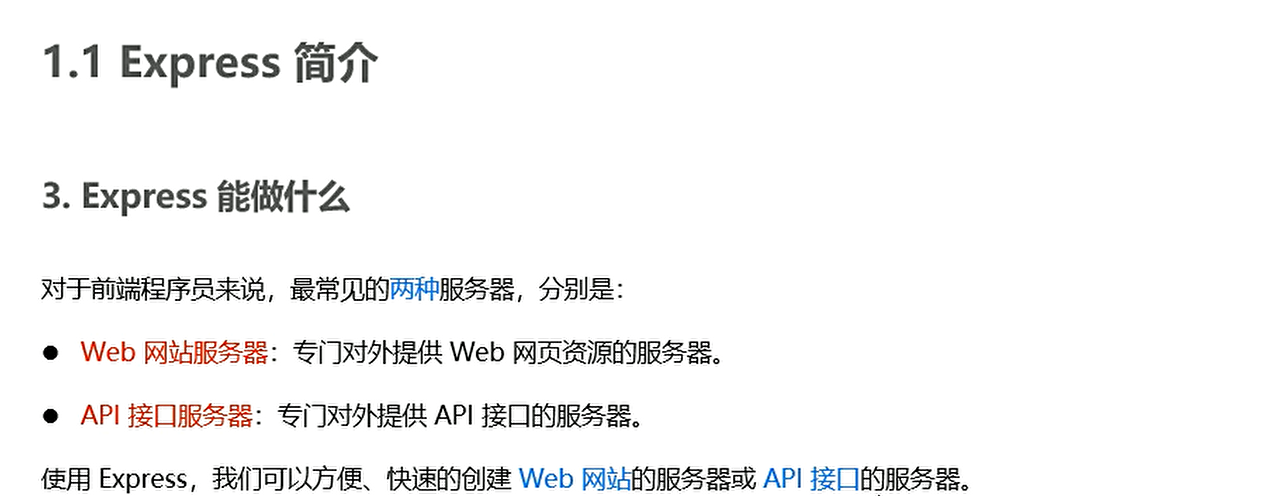 1.1 Express 简介
3. Express 能做什么
对于前端程序员来说，最常见的两种服务器，分别是：
● Web 网站服务器：专门对外提供 Web 网页资源的服务器。
● API 接口服务器：专门对外提供 API 接口的服务器。
使用 Express，我们可以方便、快速的创建 Web 网站的服务器或 API 接口的服务器。